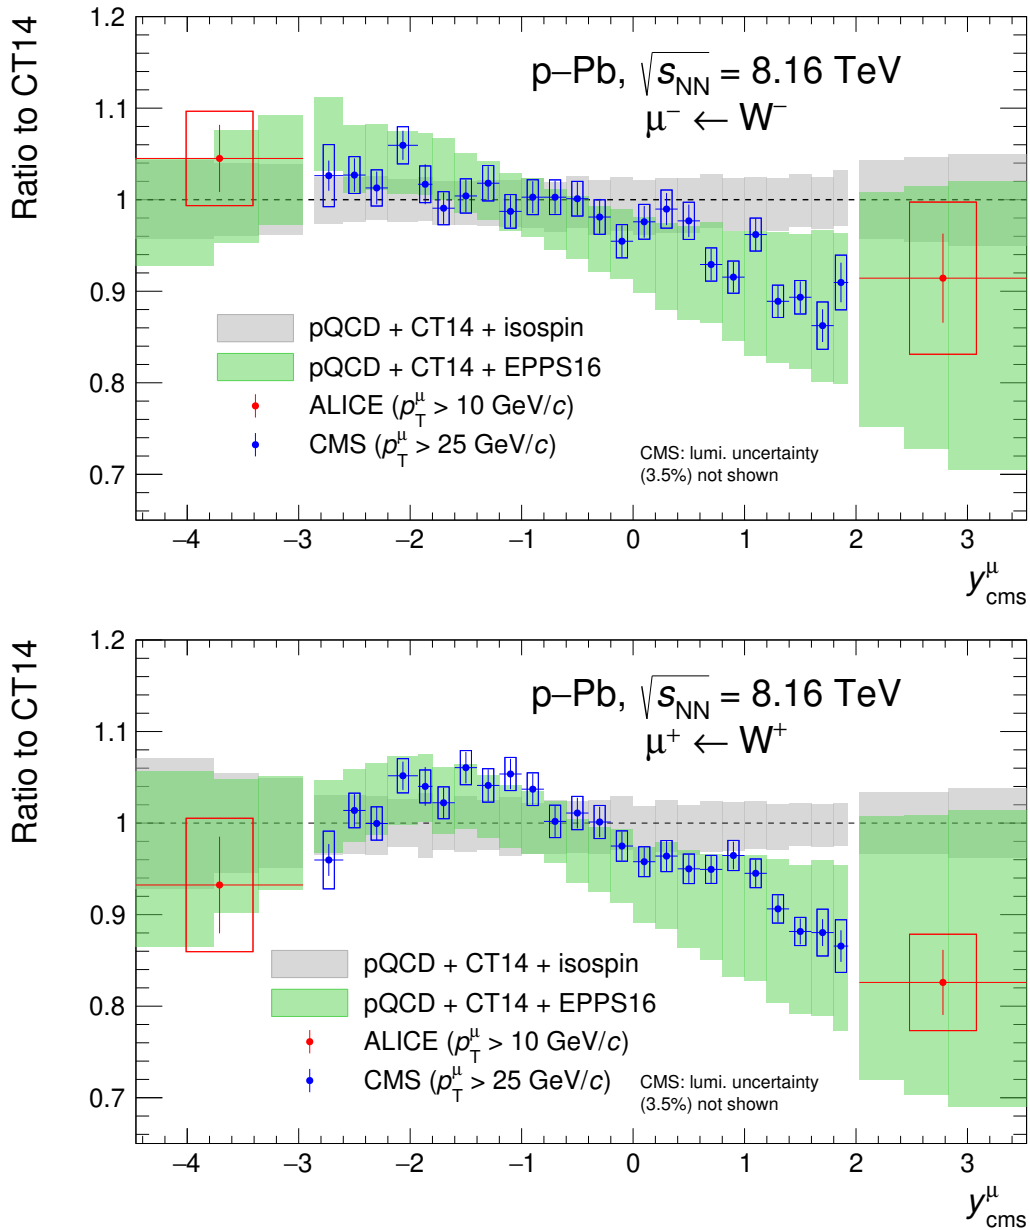 Ratio to CT14
1.2
1.1
1
0.9
0.8
0.7
p–Pb, √sNN = 8.16 TeV
μ− ← W−
pQCD + CT14 + isospin
pQCD + CT14 + EPPS16
ALICE (pTμ > 10 GeV/c)
CMS (pTμ > 25 GeV/c)
CMS: lumi. uncertainty
(3.5%) not shown
−4 −3 −2 −1 0 1 2 3
yμcms
Ratio to CT14
1.2
1.1
1
0.9
0.8
0.7
p–Pb, √sNN = 8.16 TeV
μ+ ← W+
pQCD + CT14 + isospin
pQCD + CT14 + EPPS16
ALICE (pTμ > 10 GeV/c)
CMS (pTμ > 25 GeV/c)
CMS: lumi. uncertainty
(3.5%) not shown
−4 −3 −2 −1 0 1 2 3
yμcms